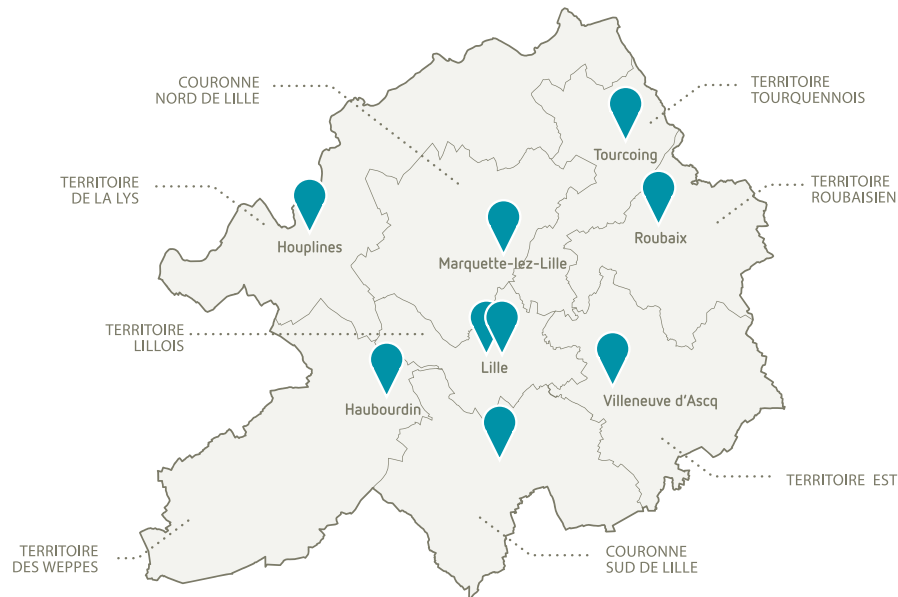 COURONNE
NORD DE LILLE
TERRITOIRE
TOURQUENNOIS
Tourcoing
TERRITOIRE
DE LA LYS
TERRITOIRE
ROUBAISIEN
Houplines
Roubaix
Marquette-lez-Lille
TERRITOIRE
LILLOIS
Lille
Haubourdin
Villeneuve d'Ascq
TERRITOIRE EST
TERRITOIRE
DES WEPPES
COURONNE
SUD DE LILLE